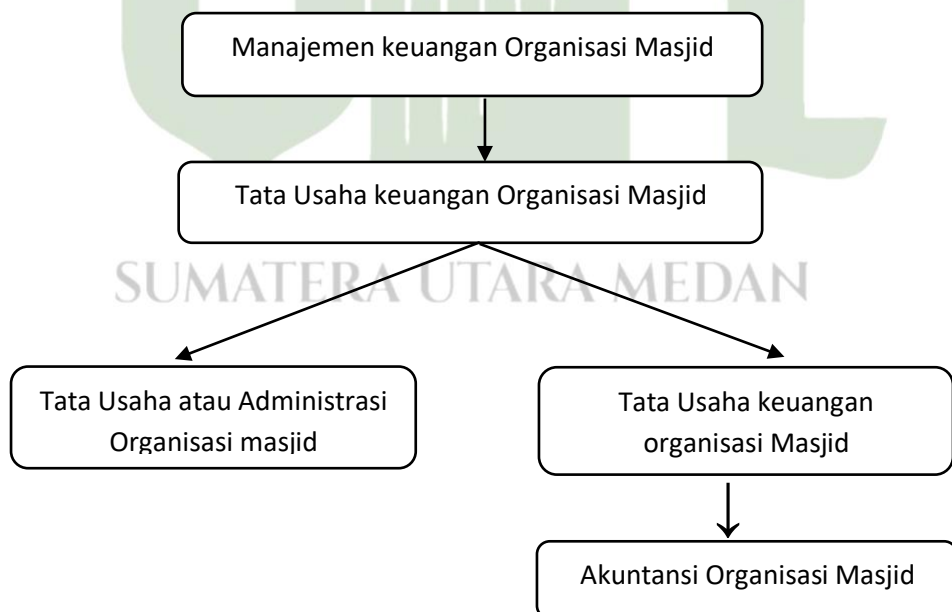 Manajemen keuangan Organisasi Masjid
Tata Usaha keuangan Organisasi Masjid
SUMATERA UTARA MEDAN
Tata Usaha atau Administrasi
Organisasi masjid
Tata Usaha keuangan
organisasi Masjid
Akuntansi Organisasi Masjid